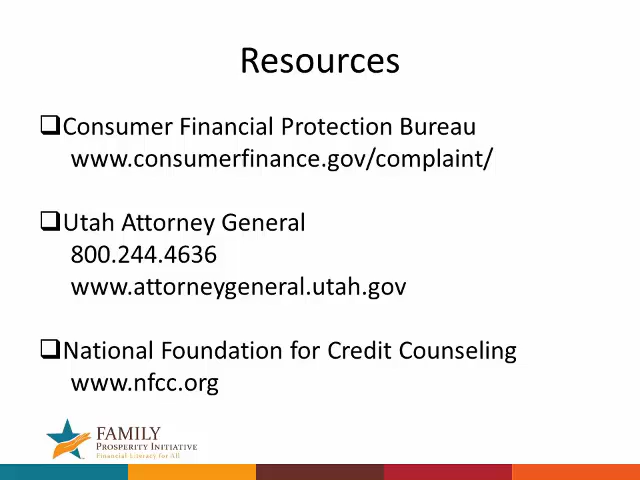 Resources
❑Consumer Financial Protection Bureau
www.consumerfinance.gov/complaint/
❑Utah Attorney General
800.244.4636
www.attorneygeneral.utah.gov
❑National Foundation for Credit Counseling
www.nfcc.org
FAMILY
PROSPERITY INITIATIVE
Financial Literacy for All